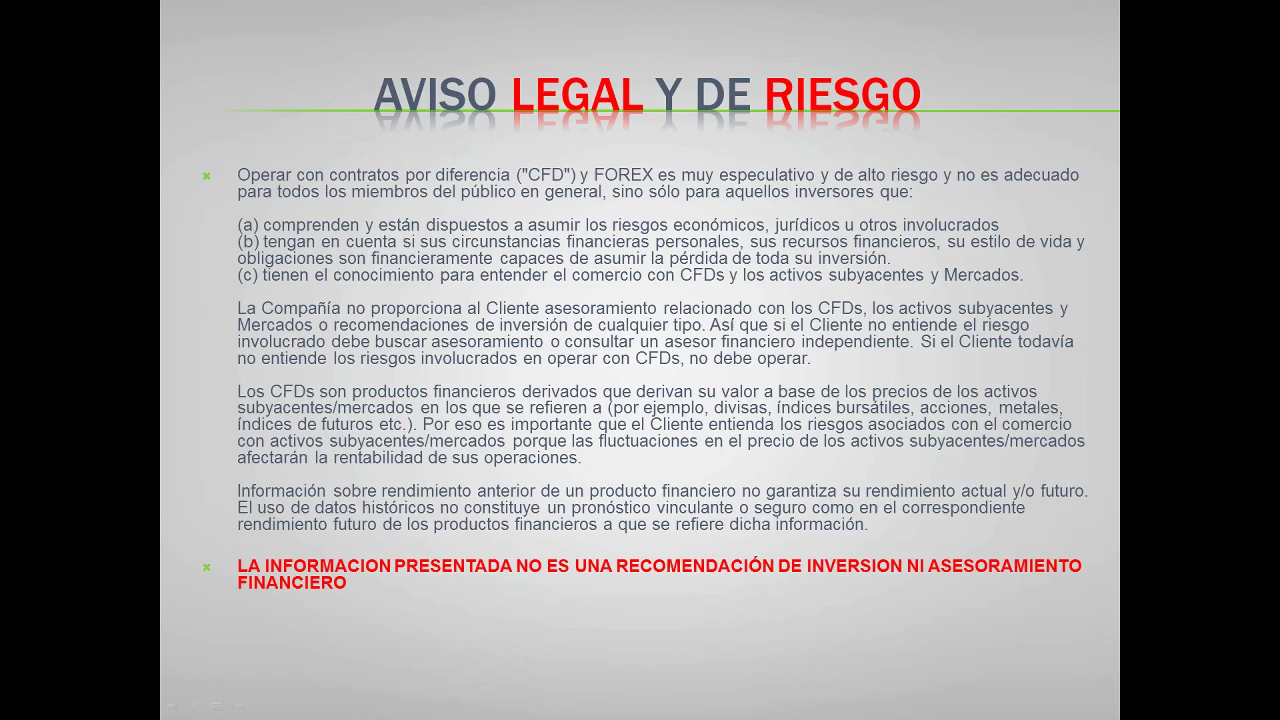 AVISO LEGAL Y DE RIESGO
Operar con contratos por diferencia ("CFD") y FOREX es muy especulativo y de alto riesgo y no es adecuado
para todos los miembros del público en general, sino sólo para aquellos inversores que:
(a) comprenden y están dispuestos a asumir los riesgos económicos, jurídicos u otros involucrados
(b) tengan en cuenta si sus circunstancias financieras personales, sus recursos financieros, su estilo de vida y
obligaciones son financieramente capaces de asumir la pérdida de toda su inversión.
(c) tienen el conocimiento para entender el comercio con CFDs y los activos subyacentes y Mercados.
La Compañía no proporciona al Cliente asesoramiento relacionado con los CFDs, los activos subyacentes y
Mercados o recomendaciones de inversión de cualquier tipo. Así que si el Cliente no entiende el riesgo
involucrado debe buscar asesoramiento o consultar un asesor financiero independiente. Si el Cliente todavía
no entiende los riesgos involucrados en operar con CFDs, no debe operar.
Los CFDs son productos financieros derivados que derivan su valor a base de los precios de los activos
subyacentes/mercados en los que se refieren a (por ejemplo, divisas, índices bursátiles, acciones, metales,
índices de futuros etc.). Por eso es importante que el Cliente entienda los riesgos asociados con el comercio
con activos subyacentes/mercados porque las fluctuaciones en el precio de los activos subyacentes/mercados
afectarán la rentabilidad de sus operaciones.
Información sobre rendimiento anterior de un producto financiero no garantiza su rendimiento actual y/o futuro.
El uso de datos históricos no constituye un pronóstico vinculante o seguro como en el correspondiente
rendimiento futuro de los productos financieros a que se refiere dicha información.
LA INFORMACION PRESENTADA NO ES UNA RECOMENDACIÓN DE INVERSION NI ASESORAMIENTO
FINANCIERO